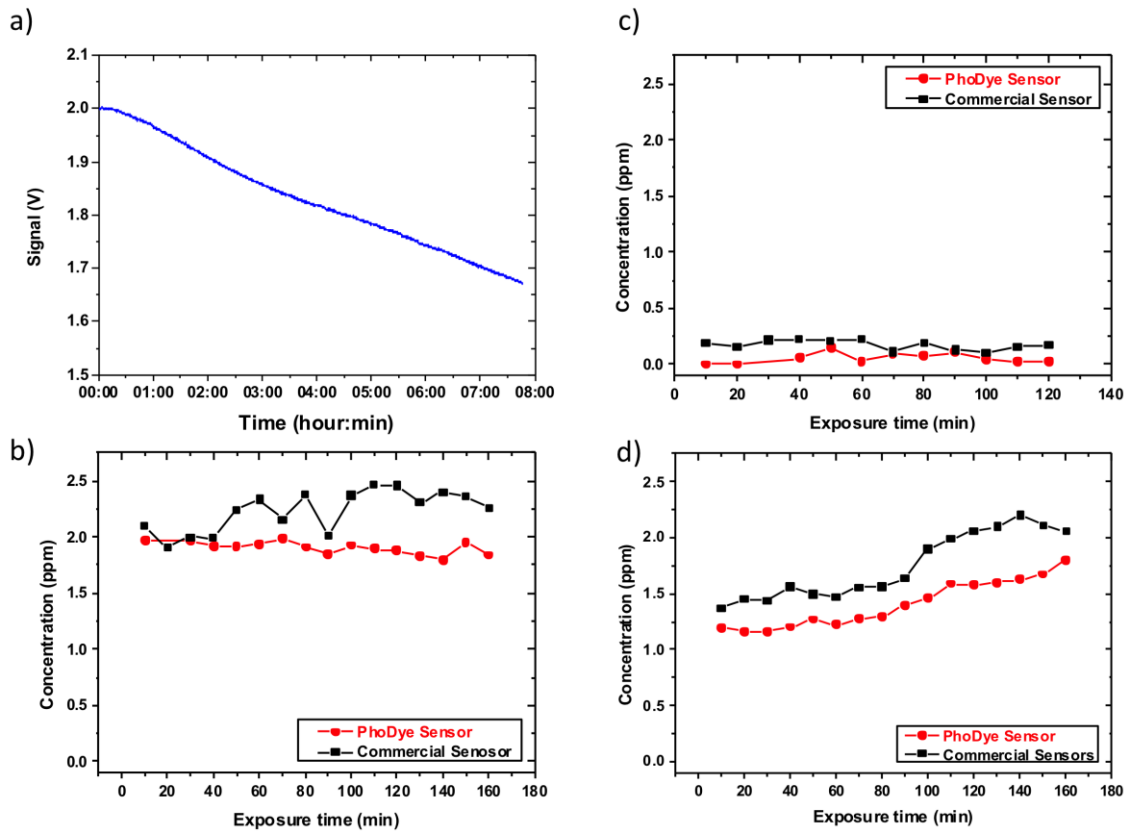 a)
2.1
2.0
1.9
1.8
1.7
1.6
1.5
Signal (V)
00:00 01:00 02:00 03:00 04:00 05:00 06:00 07:00 08:00
Time (hour:min)
c)
2.5
2.0
1.5
1.0
0.5
0.0
Concentration (ppm)
PhoDye Sensor
Commercial Sensor
0 20 40 60 80 100 120 140
Exposure time (min)
b)
2.5
2.0
1.5
1.0
0.5
0.0
Concentration (ppm)
PhoDye Sensor
Commercial Senosor
0 20 40 60 80 100 120 140 160 180
Exposure time (min)
d)
2.5
2.0
1.5
1.0
0.5
0.0
Concentration (ppm)
PhoDye Sensor
Commercial Sensors
0 20 40 60 80 100 120 140 160 180
Exposure time (min)